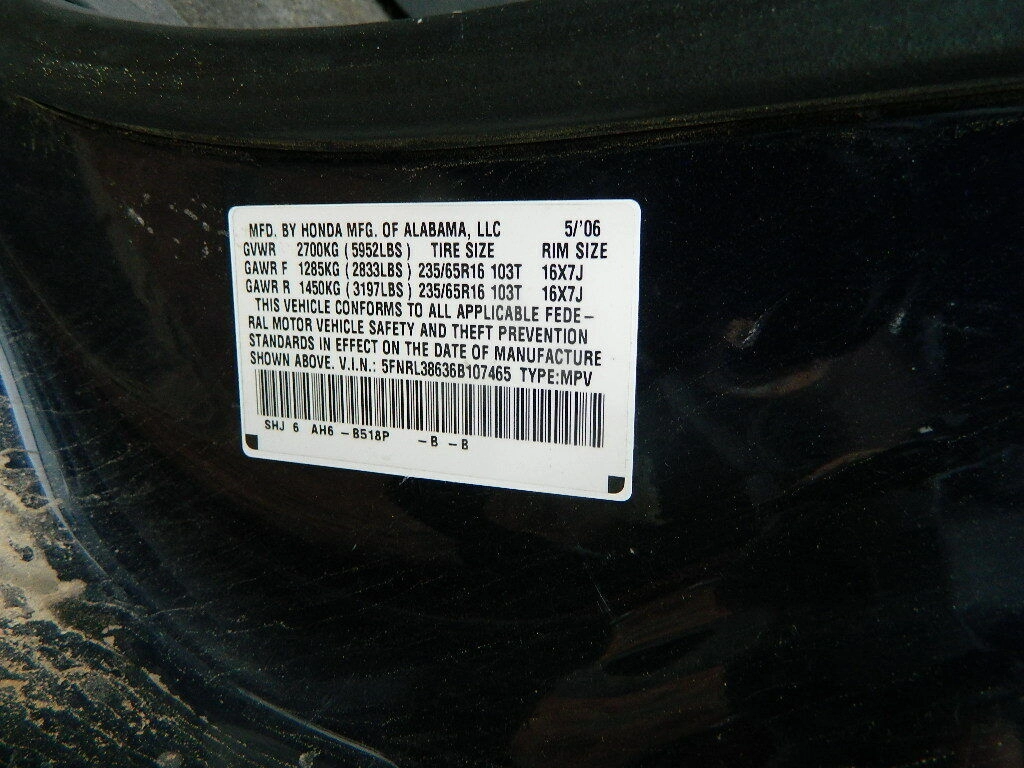 MFD. BY HONDA MFG. OF ALABAMA, LLC 5/'06
GVWR 2700KG (5952LBS) TIRE SIZE RIM SIZE
GAWR F 1285KG (2833LBS) 235/65R16 103T 16X7J
GAWR R 1450KG (3197LBS) 235/65R16 103T 16X7J
THIS VEHICLE CONFORMS TO ALL APPLICABLE FEDE-
RAL MOTOR VEHICLE SAFETY AND THEFT PREVENTION
STANDARDS IN EFFECT ON THE DATE OF MANUFACTURE
SHOWN ABOVE. V.I.N.: 5FNRL38636B107465 TYPE:MPV
SHJ 6 AH6 -B518P -B -B